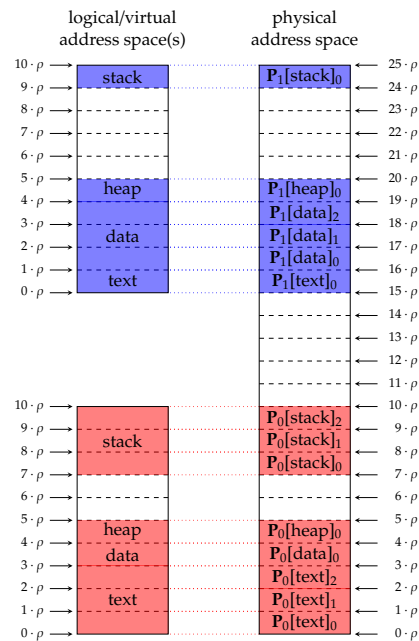 logical/virtual physical
address space(s) address space
10 · ρ 25 · ρ
stack P₁[stack]₀
9 · ρ 24 · ρ
8 · ρ 23 · ρ
7 · ρ 22 · ρ
6 · ρ 21 · ρ
5 · ρ 20 · ρ
heap P₁[heap]₀
4 · ρ 19 · ρ
P₁[data]₂
3 · ρ 18 · ρ
data P₁[data]₁
2 · ρ 17 · ρ
P₁[data]₀
1 · ρ 16 · ρ
text P₁[text]₀
0 · ρ 15 · ρ
14 · ρ
13 · ρ
12 · ρ
11 · ρ
10 · ρ 10 · ρ
P₀[stack]₂
9 · ρ 9 · ρ
stack P₀[stack]₁
8 · ρ 8 · ρ
P₀[stack]₀
7 · ρ 7 · ρ
6 · ρ 6 · ρ
5 · ρ 5 · ρ
heap P₀[heap]₀
4 · ρ 4 · ρ
data P₀[data]₀
3 · ρ 3 · ρ
P₀[text]₂
2 · ρ 2 · ρ
text P₀[text]₁
1 · ρ 1 · ρ
P₀[text]₀
0 · ρ 0 · ρ